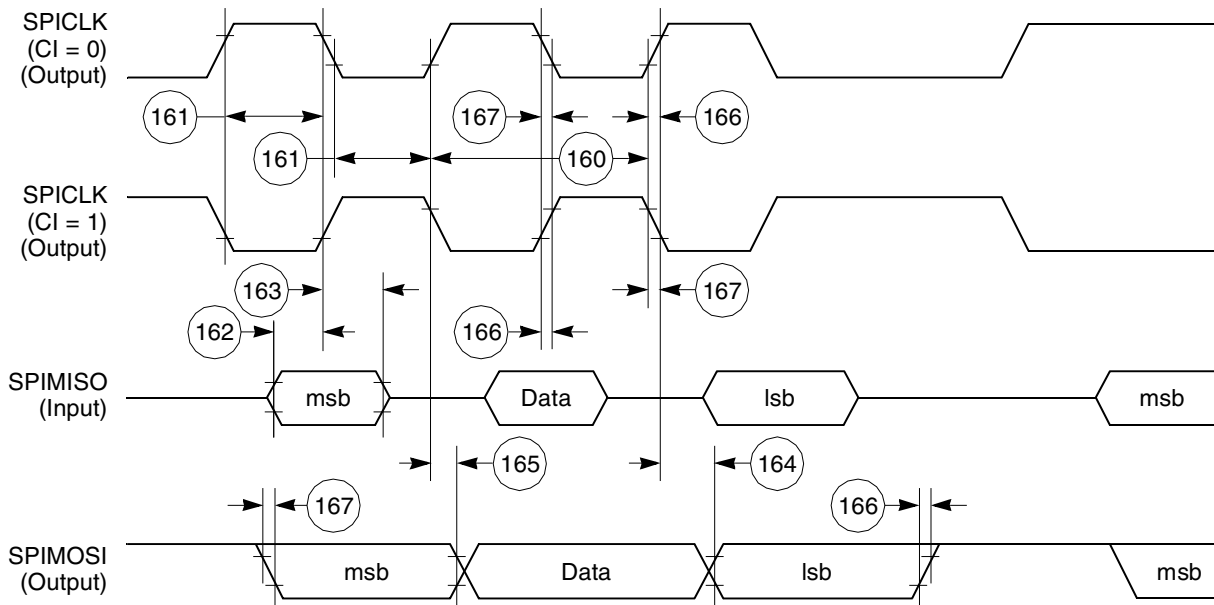 SPICLK
(CI = 0)
(Output)
161
167
166
161
160
SPICLK
(CI = 1)
(Output)
163
167
162
166
SPIMISO
(Input)
msb
Data
lsb
msb
165
164
167
166
SPIMOSI
(Output)
msb
Data
lsb
msb